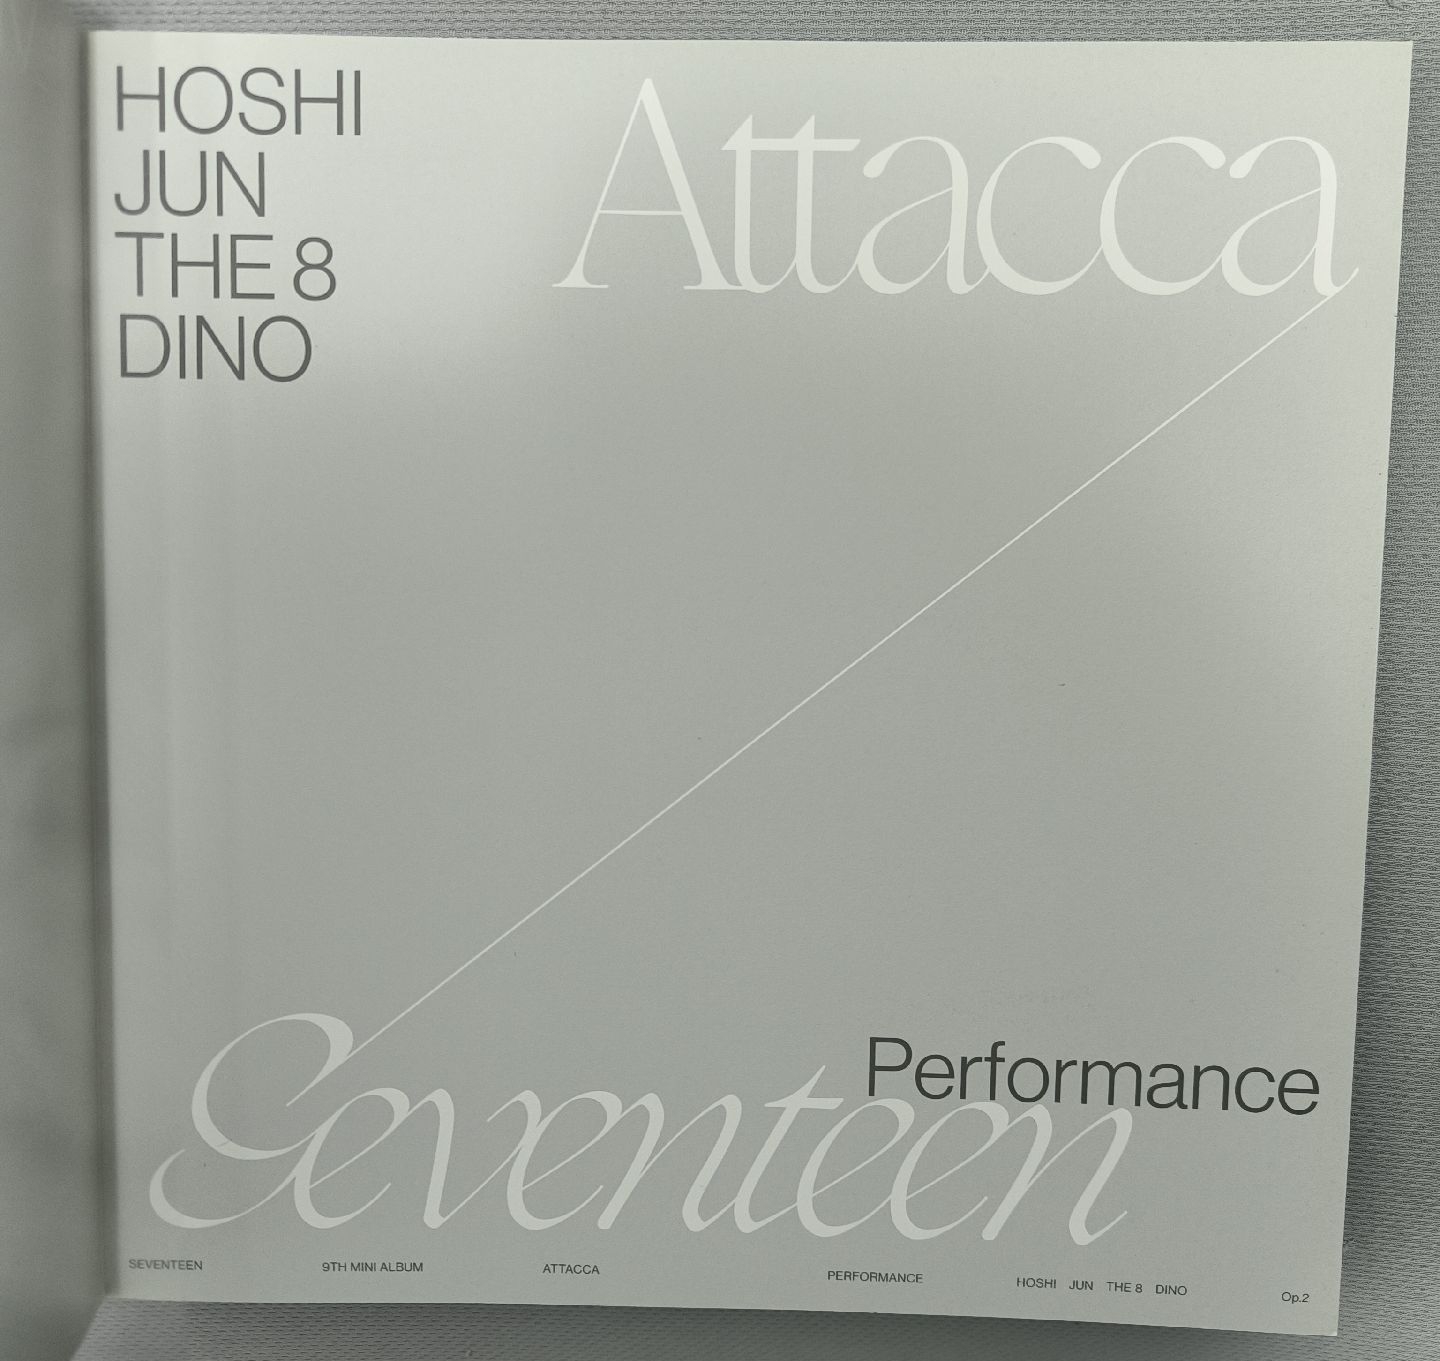 HOSHI
JUN
THE 8
DINO
Attacca
Seventeen
Performance
SEVENTEEN 9TH MINI ALBUM ATTACCA PERFORMANCE HOSHI JUN THE 8 DINO Op.2